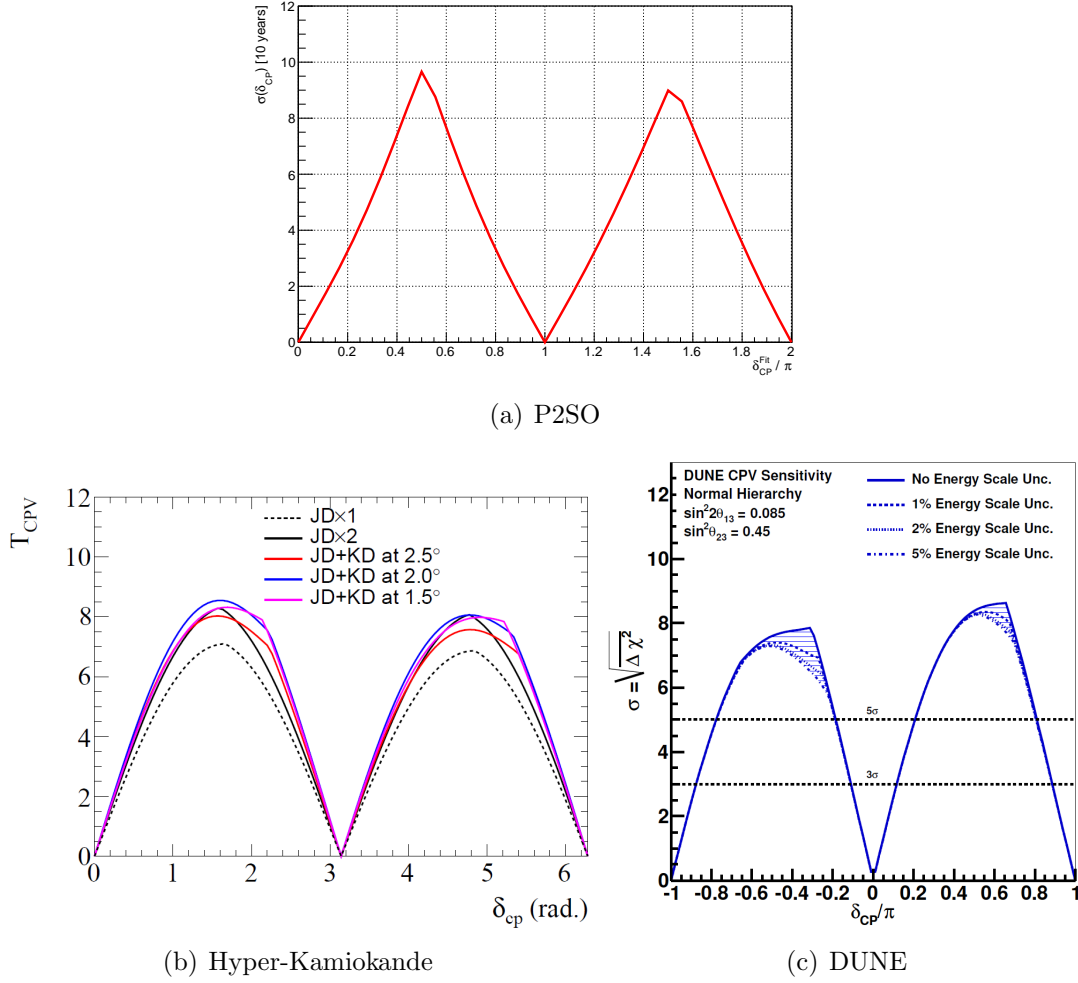 σ(δCP) [10 years]
12
10
8
6
4
2
0
0 0.2 0.4 0.6 0.8 1 1.2 1.4 1.6 1.8 2
δCP^Fit / π
(a) P2SO
TCPV
12
10
8
6
4
2
0
JD×1
JD×2
JD+KD at 2.5°
JD+KD at 2.0°
JD+KD at 1.5°
0 1 2 3 4 5 6
δcp (rad.)
(b) Hyper-Kamiokande
σ = √Δχ²
12
10
8
6
4
2
0
DUNE CPV Sensitivity
Normal Hierarchy
sin²2θ13 = 0.085
sin²θ23 = 0.45
No Energy Scale Unc.
1% Energy Scale Unc.
2% Energy Scale Unc.
5% Energy Scale Unc.
5σ
3σ
-1 -0.8 -0.6 -0.4 -0.2 0 0.2 0.4 0.6 0.8 1
δCP/π
(c) DUNE